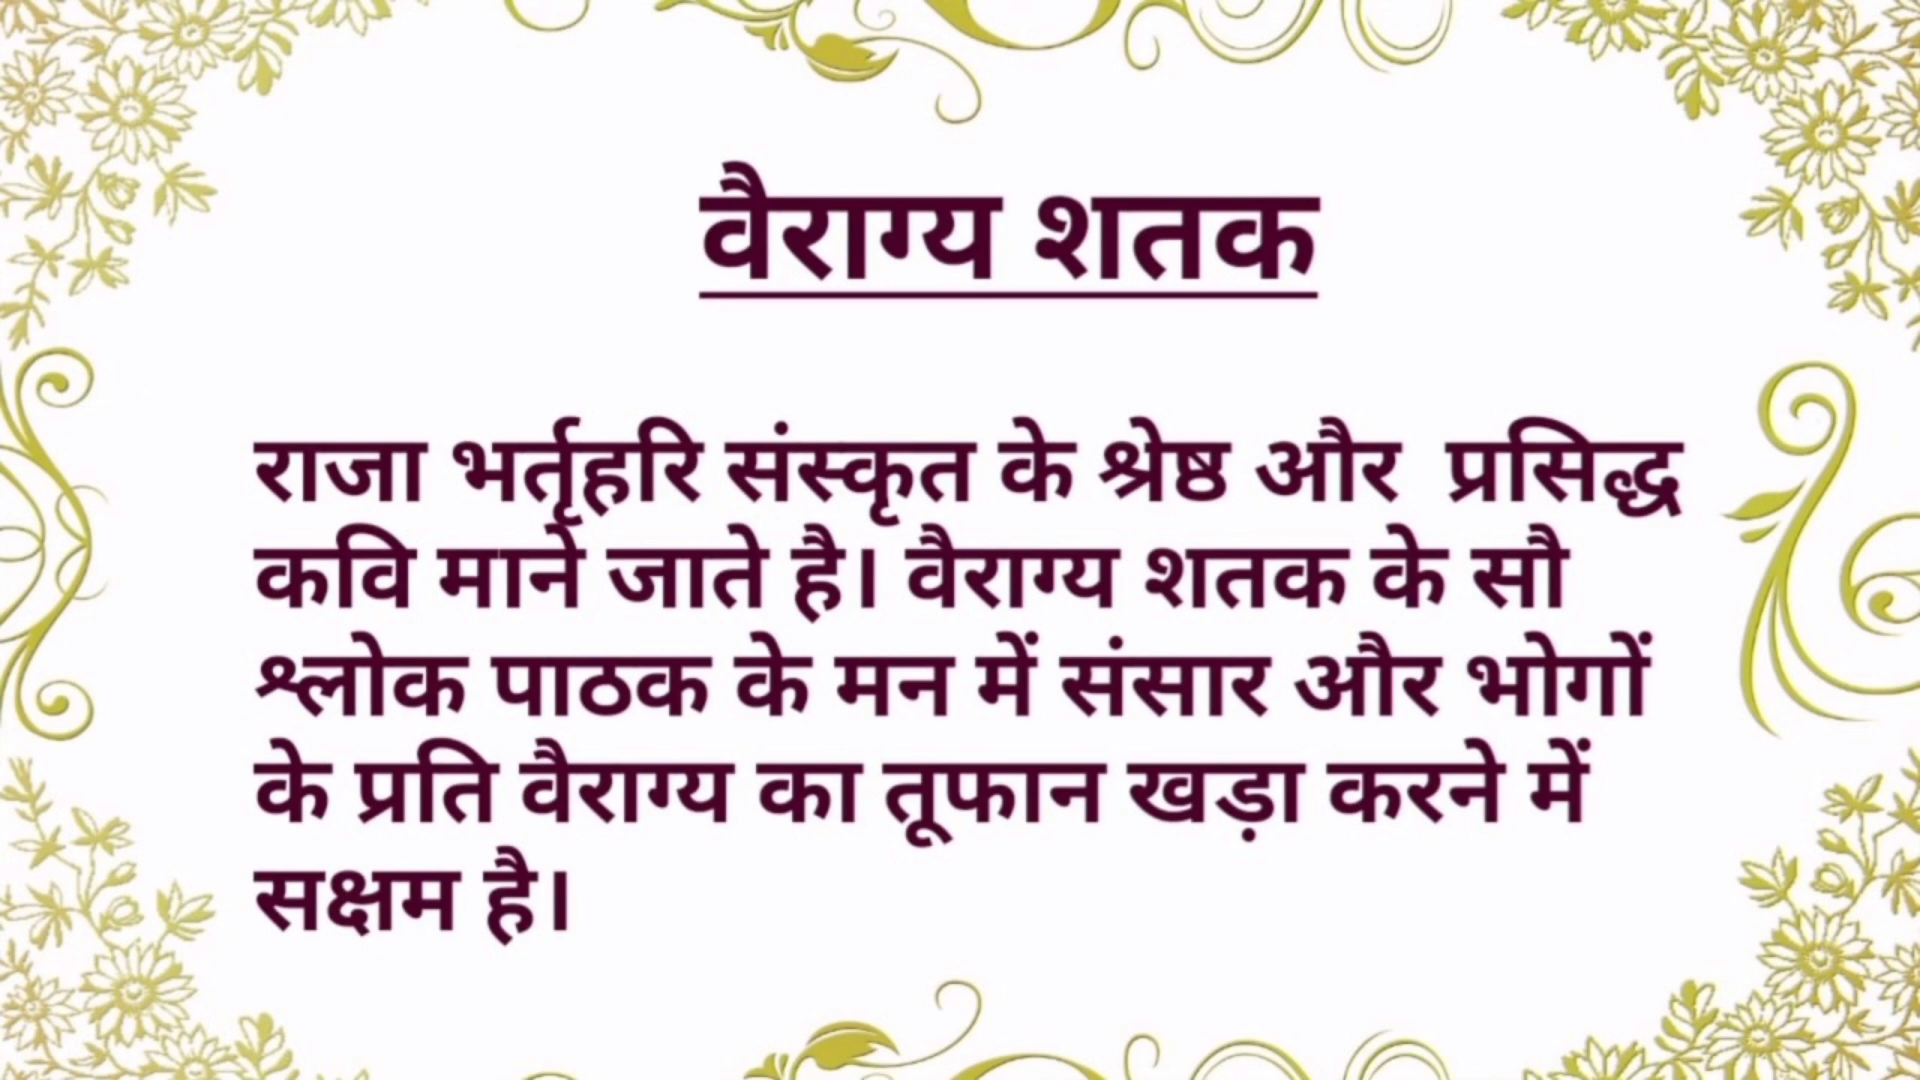 वैराग्य शतक
राजा भर्तृहरि संस्कृत के श्रेष्ठ और प्रसिद्ध
कवि माने जाते है। वैराग्य शतक के सौ
श्लोक पाठक के मन में संसार और भोगों
के प्रति वैराग्य का तूफान खड़ा करने में
सक्षम है।